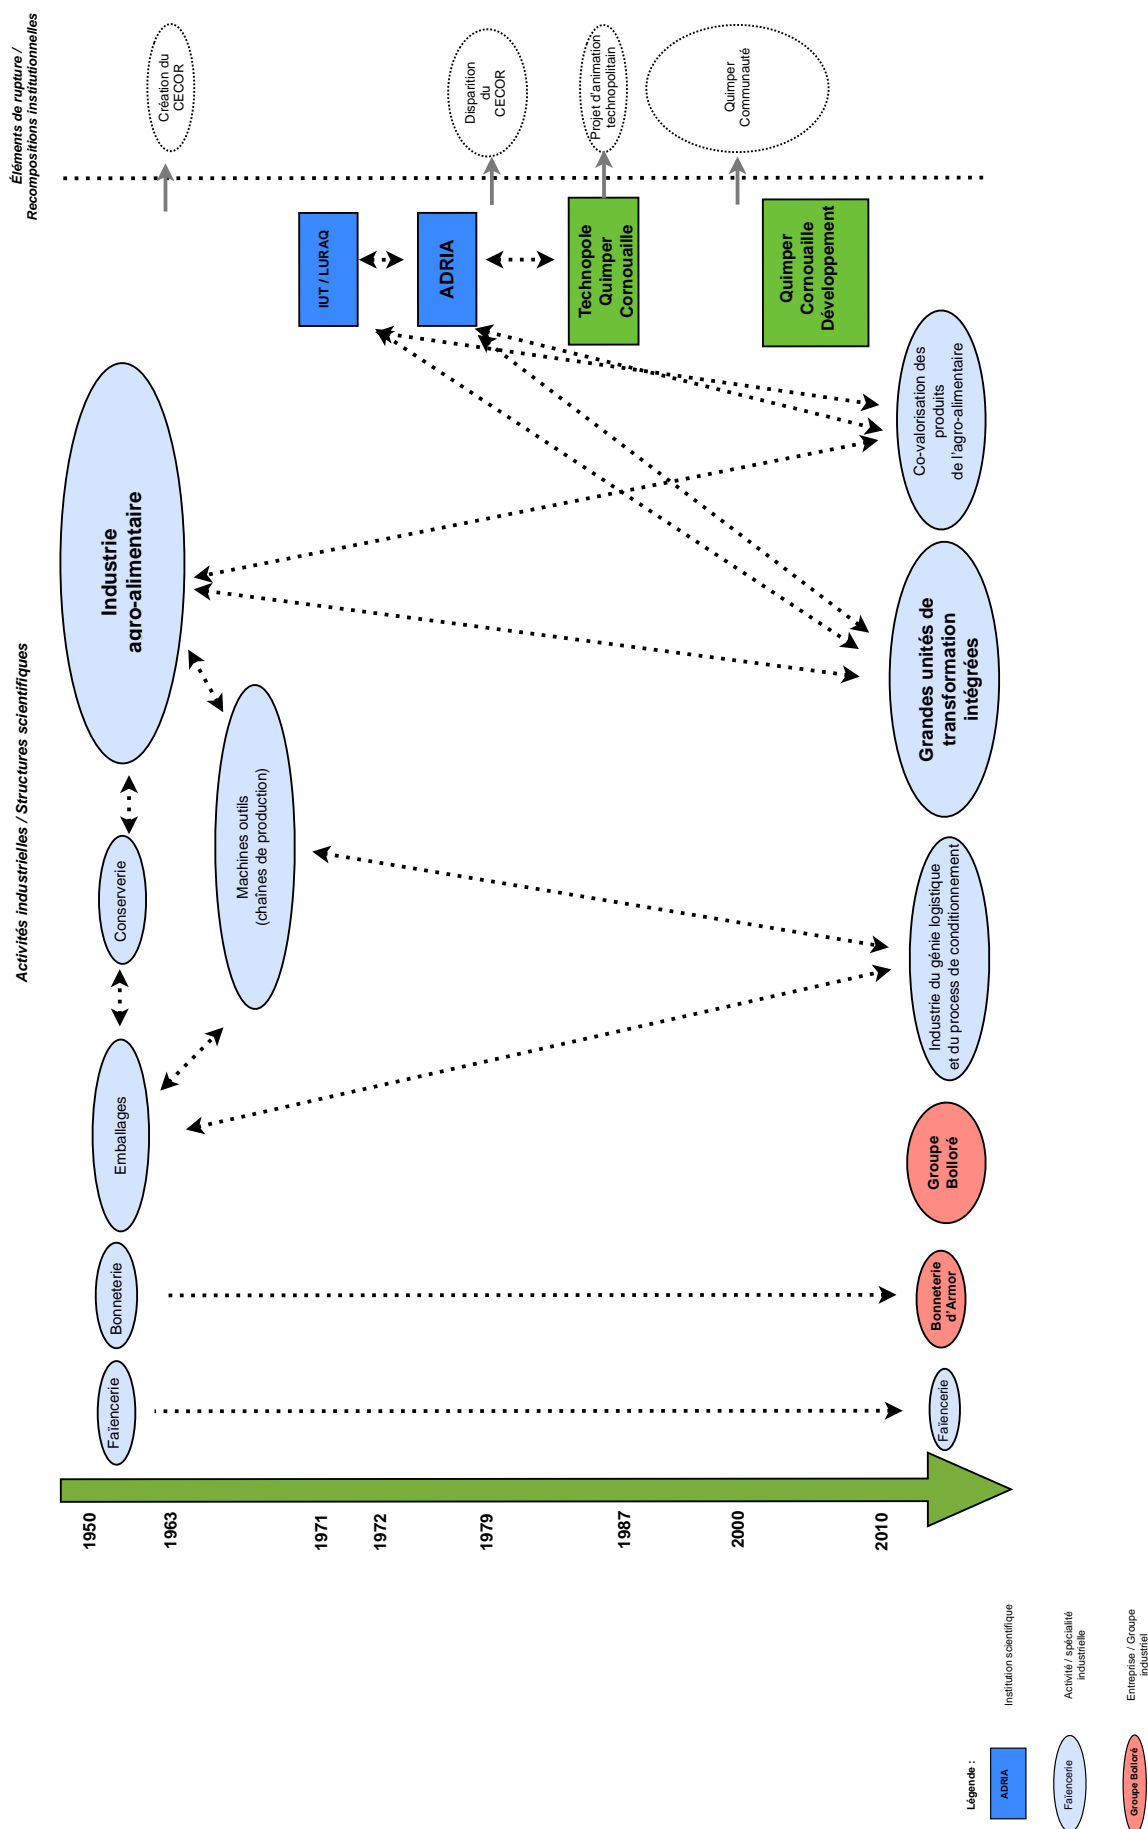 Activités industrielles / Structures scientifiques
Éléments de rupture /
Recompositions institutionnelles
1950
1963
1971
1972
1979
1987
2000
2010
Faïencerie
Bonneterie
Emballages
Conserverie
Industrie
agro-alimentaire
Machines outils
(chaînes de production)
IUT / LURAQ
ADRIA
Technopole
Quimper
Cornouaille
Quimper
Cornouaille
Développement
Création du
CECOR
Disparition
du
CECOR
Projet d'animation
technopolitain
Quimper
Communauté
Faïencerie
Bonneterie
d'Armor
Groupe
Bolloré
Industrie du génie logistique
et du process de conditionnement
Grandes unités de
transformation
intégrées
Co-valorisation des
produits
de l'agro-alimentaire
Légende :
ADRIA
Institution scientifique
Faïencerie
Activité / spécialité
industrielle
Groupe Bolloré
Entreprise / Groupe
industriel